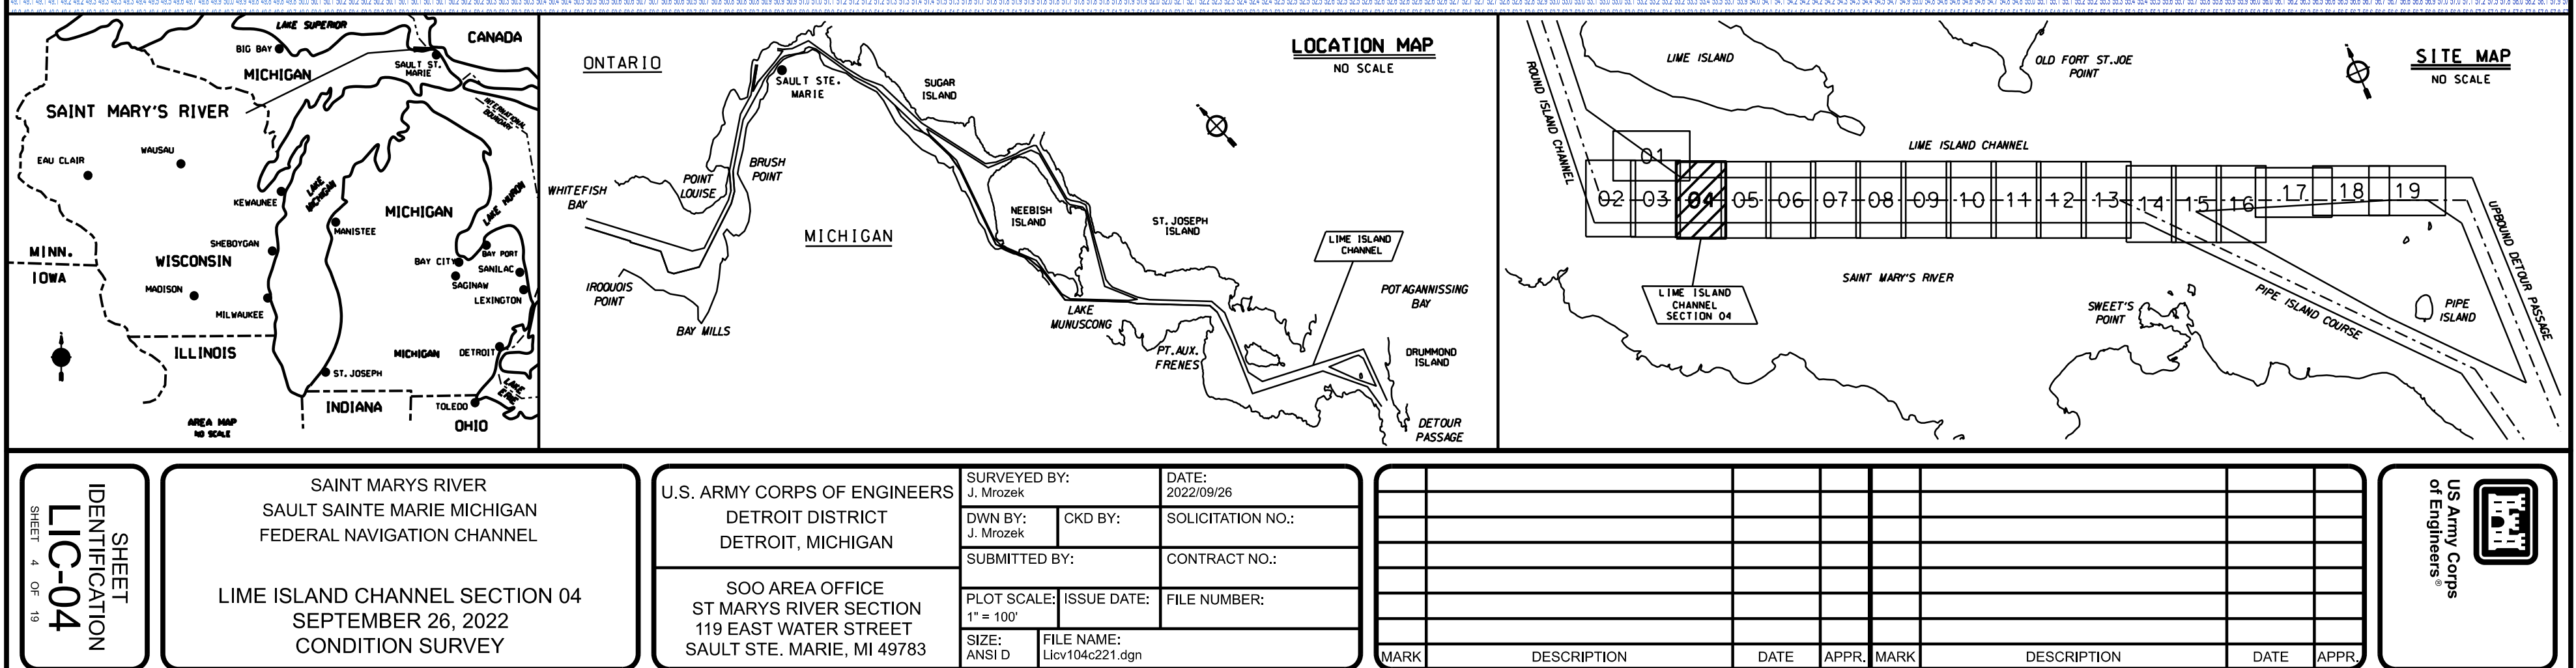 LAKE SUPERIOR
CANADA
BIG BAY
MICHIGAN
SAULT ST.
MARIE
SAINT MARY'S RIVER
INTERNATIONAL
BOUNDARY
WAUSAU
EAU CLAIR
KEWAUNEE
LAKE
MICHIGAN
MICHIGAN
LAKE HURON
MANISTEE
SHEBOYGAN
MINN.
WISCONSIN
BAY CITY
BAY PORT
SANILAC
IOWA
MADISON
SAGINAW
LEXINGTON
MILWAUKEE
ILLINOIS
MICHIGAN
DETROIT
ST. JOSEPH
LAKE
INDIANA
TOLEDO
OHIO
AREA MAP
NO SCALE
LOCATION MAP
NO SCALE
ONTARIO
SAULT STE.
MARIE
SUGAR
ISLAND
BRUSH
POINT
POINT
LOUISE
WHITEFISH
BAY
NEEBISH
ISLAND
ST. JOSEPH
ISLAND
MICHIGAN
LIME ISLAND
CHANNEL
IROQUOIS
POINT
POTAGANNISSING
BAY
LAKE
MUNUSCONG
BAY MILLS
PT. AUX.
FRENES
DRUMMOND
ISLAND
DETOUR
PASSAGE
SITE MAP
NO SCALE
LIME ISLAND
OLD FORT ST.JOE
POINT
ROUND ISLAND CHANNEL
LIME ISLAND CHANNEL
01
02 03 04 05 06 07 08 09 10 11 12 13 14 15 16 17 18 19
UPBOUND DETOUR PASSAGE
SAINT MARY'S RIVER
LIME ISLAND
CHANNEL
SECTION 04
SWEET'S
POINT
PIPE ISLAND COURSE
PIPE
ISLAND
SHEET
IDENTIFICATION
LIC-04
SHEET 4 OF 19
SAINT MARYS RIVER
SAULT SAINTE MARIE MICHIGAN
FEDERAL NAVIGATION CHANNEL
LIME ISLAND CHANNEL SECTION 04
SEPTEMBER 26, 2022
CONDITION SURVEY
U.S. ARMY CORPS OF ENGINEERS
DETROIT DISTRICT
DETROIT, MICHIGAN
SOO AREA OFFICE
ST MARYS RIVER SECTION
119 EAST WATER STREET
SAULT STE. MARIE, MI 49783
SURVEYED BY:
J. Mrozek
DATE:
2022/09/26
DWN BY:
J. Mrozek
CKD BY:
SOLICITATION NO.:
SUBMITTED BY:
CONTRACT NO.:
PLOT SCALE:
1" = 100'
ISSUE DATE:
FILE NUMBER:
SIZE:
ANSI D
FILE NAME:
Licv104c221.dgn
MARK DESCRIPTION DATE APPR. MARK DESCRIPTION DATE APPR.
US Army Corps
of Engineers®